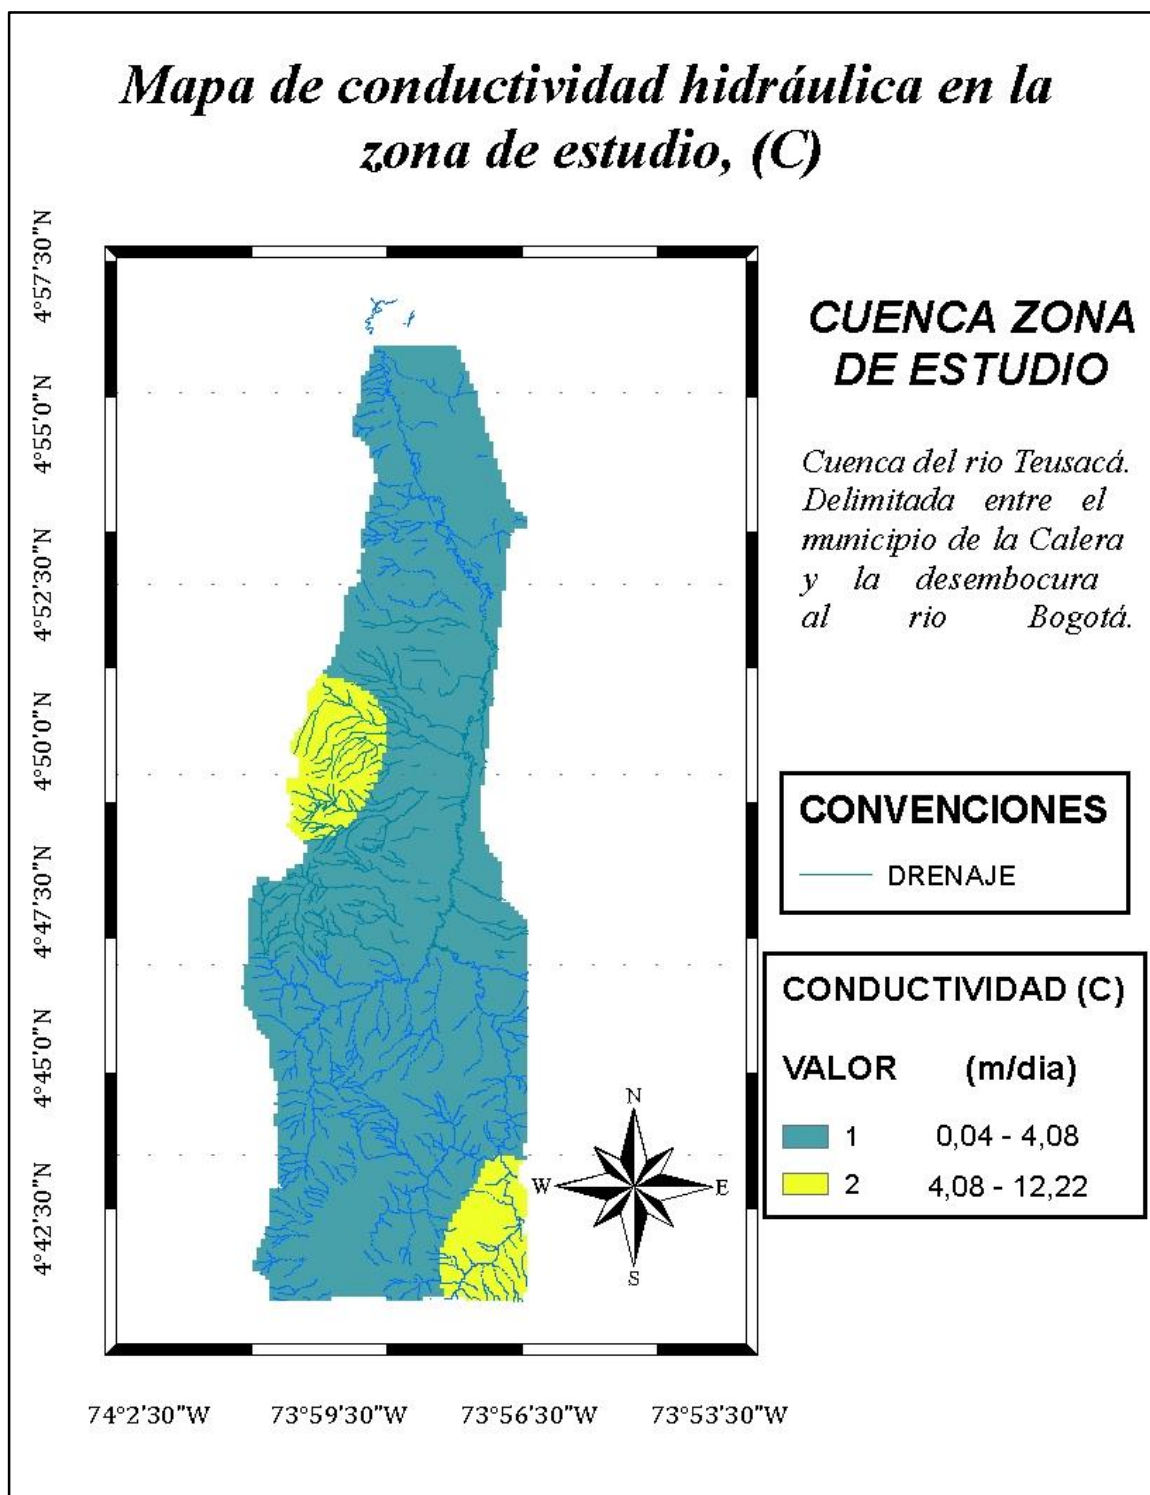 Mapa de conductividad hidráulica en la
zona de estudio, (C)
4°57'30"N
4°55'0"N
4°52'30"N
4°50'0"N
4°47'30"N
4°45'0"N
4°42'30"N
74°2'30"W
73°59'30"W
73°56'30"W
73°53'30"W
N
W
E
S
CUENCA ZONA
DE ESTUDIO
Cuenca del rio Teusacá.
Delimitada entre el
municipio de la Calera
y la desembocura
al rio Bogotá.
CONVENCIONES
DRENAJE
CONDUCTIVIDAD (C)
VALOR (m/dia)
1 0,04 - 4,08
2 4,08 - 12,22